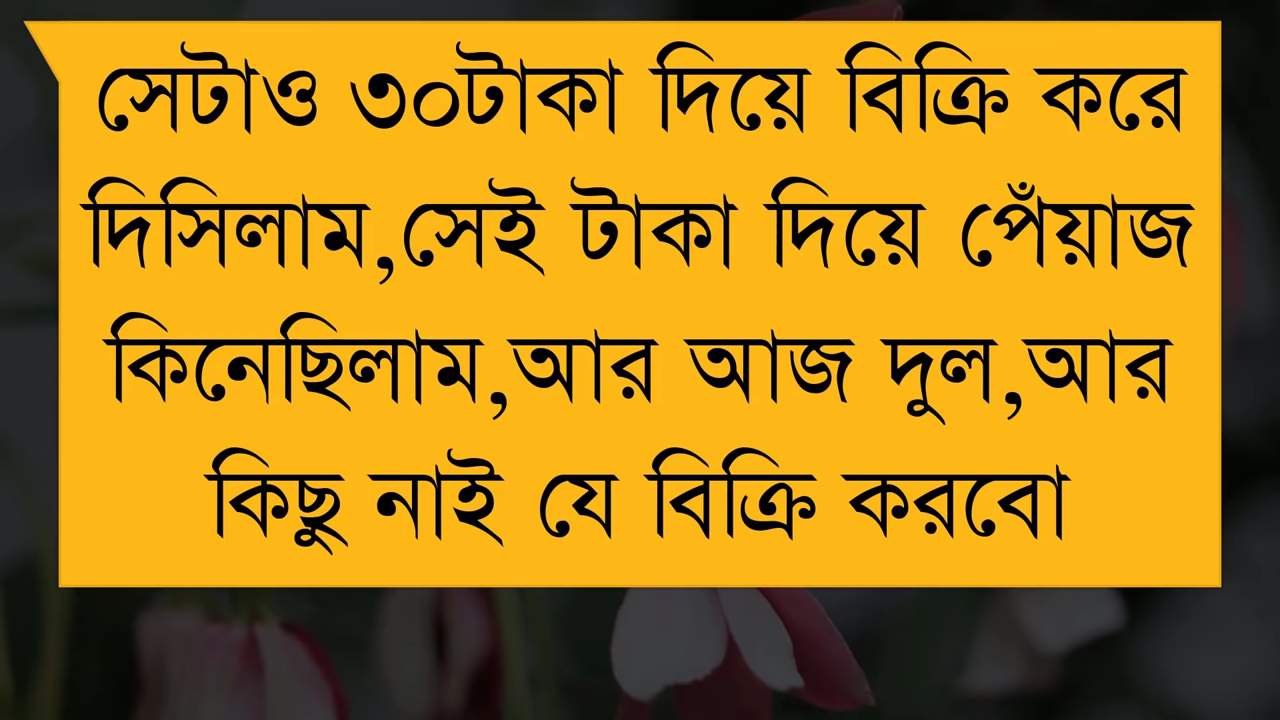 সেটাও ৩০টাকা দিয়ে বিক্রি করে
দিসিলাম,সেই টাকা দিয়ে পেঁয়াজ
কিনেছিলাম,আর আজ দুল,আর
কিছু নাই যে বিক্রি করবো